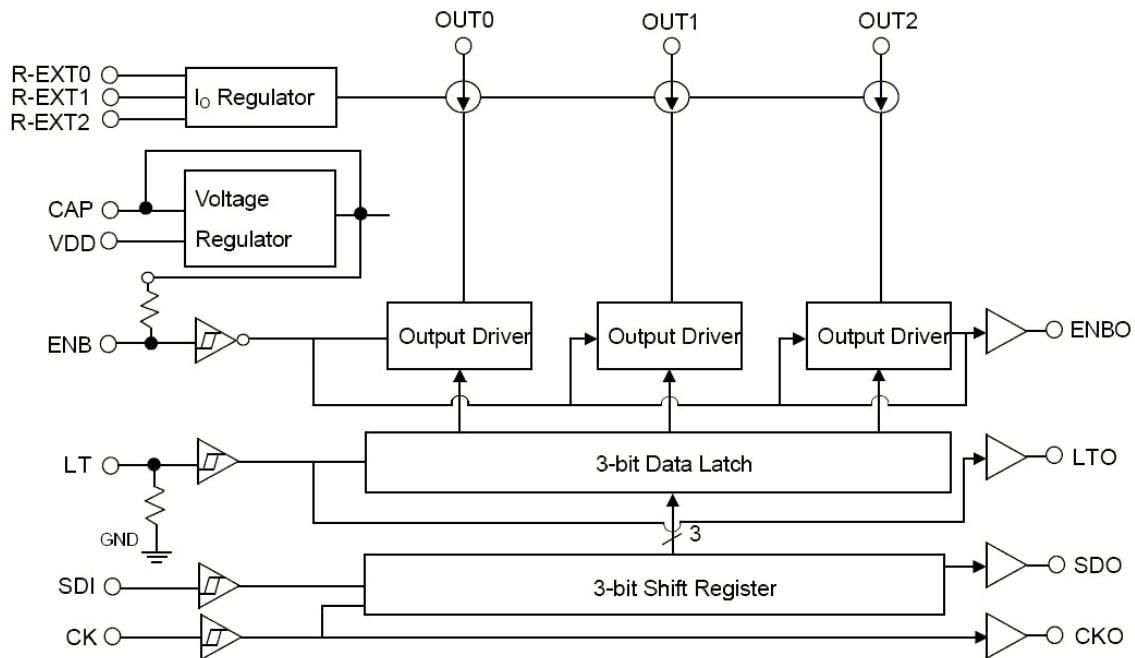 OUT0
OUT1
OUT2
R-EXT0
R-EXT1
R-EXT2
IO Regulator
CAP
VDD
Voltage
Regulator
ENB
Output Driver
Output Driver
Output Driver
ENBO
LT
3-bit Data Latch
LTO
GND
3
SDI
3-bit Shift Register
SDO
CK
CKO